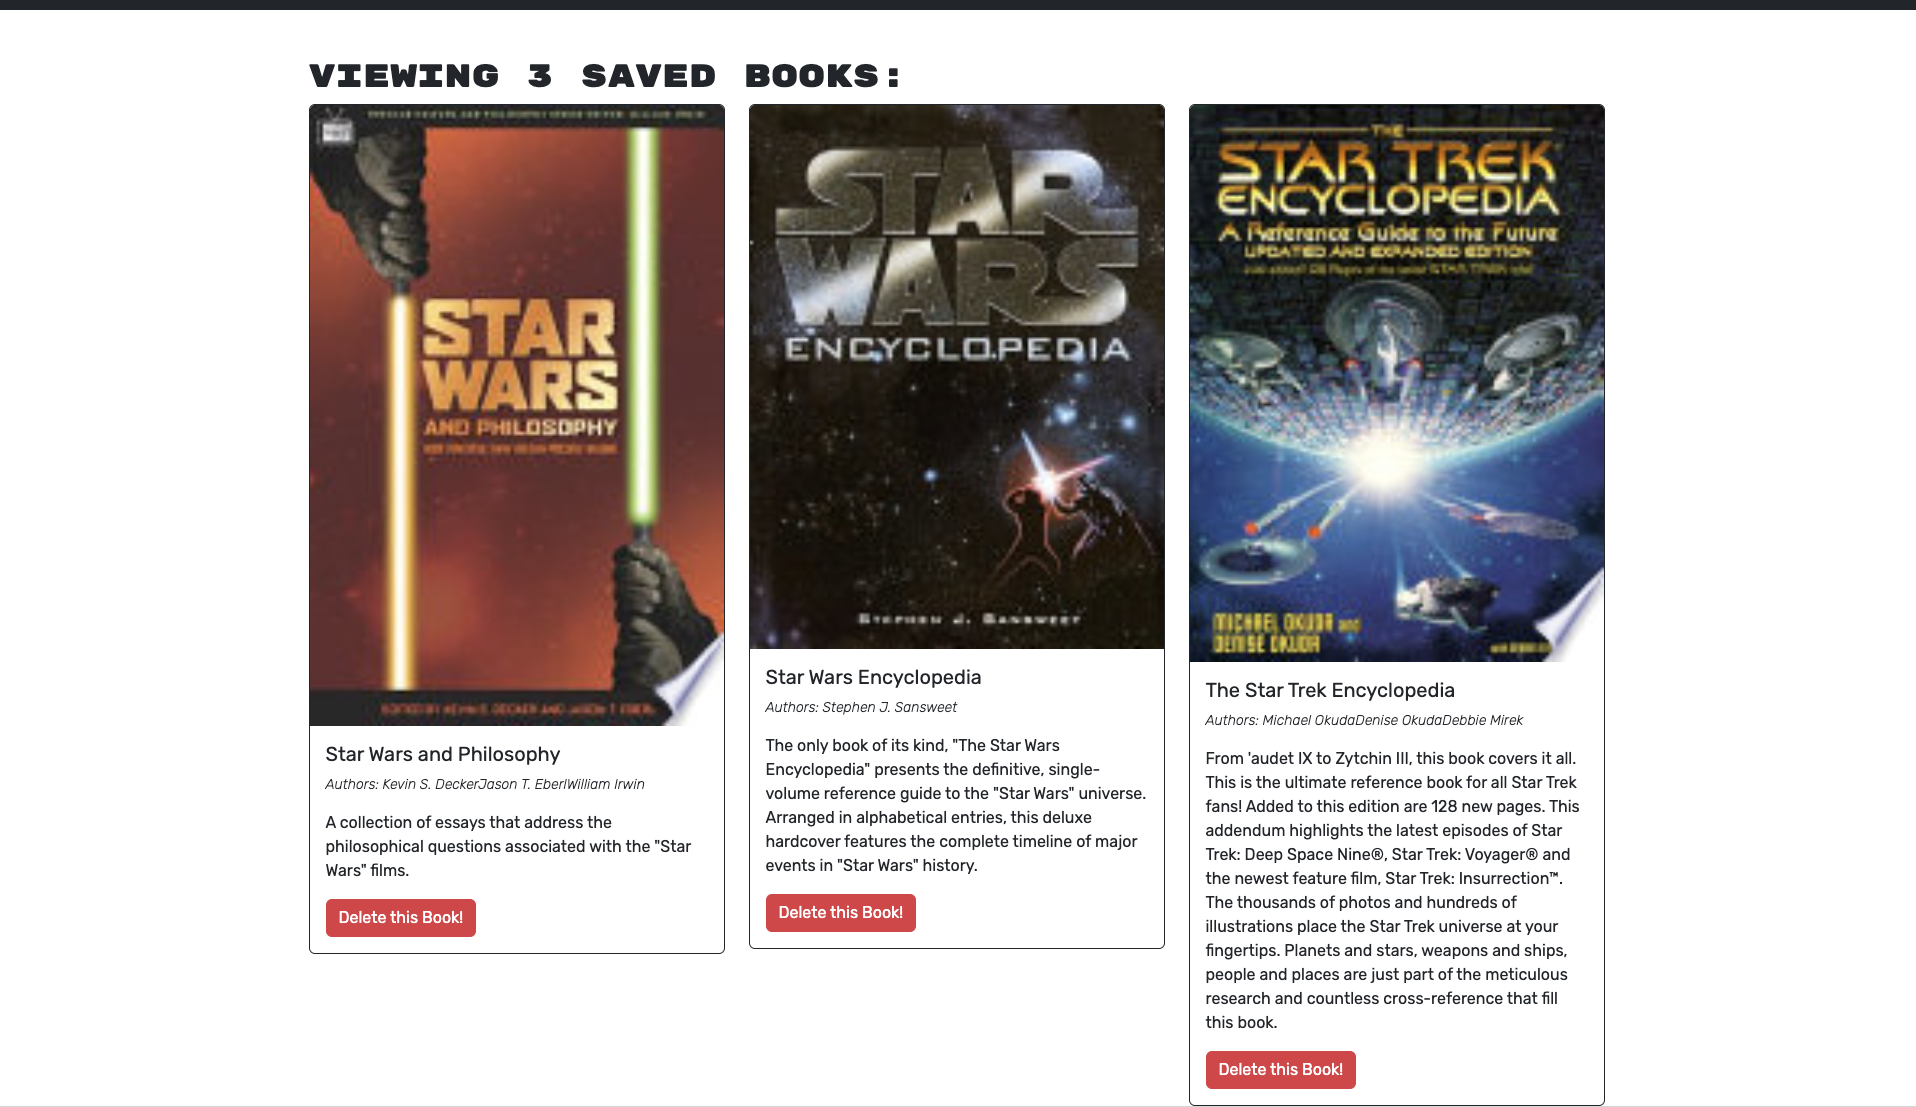 VIEWING 3 SAVED BOOKS:
STAR
WARS
AND PHILOSOPHY
EDITED BY KEVIN S. DECKER AND JASON T. EBERL
Star Wars and Philosophy
Authors: Kevin S. DeckerJason T. EberlWilliam Irwin
A collection of essays that address the
philosophical questions associated with the "Star
Wars" films.
Delete this Book!
STAR
WARS
ENCYCLOPEDIA
STEPHEN J. SANSWEET
Star Wars Encyclopedia
Authors: Stephen J. Sansweet
The only book of its kind, "The Star Wars
Encyclopedia" presents the definitive, single-
volume reference guide to the "Star Wars" universe.
Arranged in alphabetical entries, this deluxe
hardcover features the complete timeline of major
events in "Star Wars" history.
Delete this Book!
THE
STAR TREK
ENCYCLOPEDIA
A Reference Guide to the Future
UPDATED AND EXPANDED EDITION
MICHAEL OKUDA and
DENISE OKUDA
The Star Trek Encyclopedia
Authors: Michael OkudaDenise OkudaDebbie Mirek
From 'audet IX to Zytchin III, this book covers it all.
This is the ultimate reference book for all Star Trek
fans! Added to this edition are 128 new pages. This
addendum highlights the latest episodes of Star
Trek: Deep Space Nine®, Star Trek: Voyager® and
the newest feature film, Star Trek: Insurrection™.
The thousands of photos and hundreds of
illustrations place the Star Trek universe at your
fingertips. Planets and stars, weapons and ships,
people and places are just part of the meticulous
research and countless cross-reference that fill
this book.
Delete this Book!